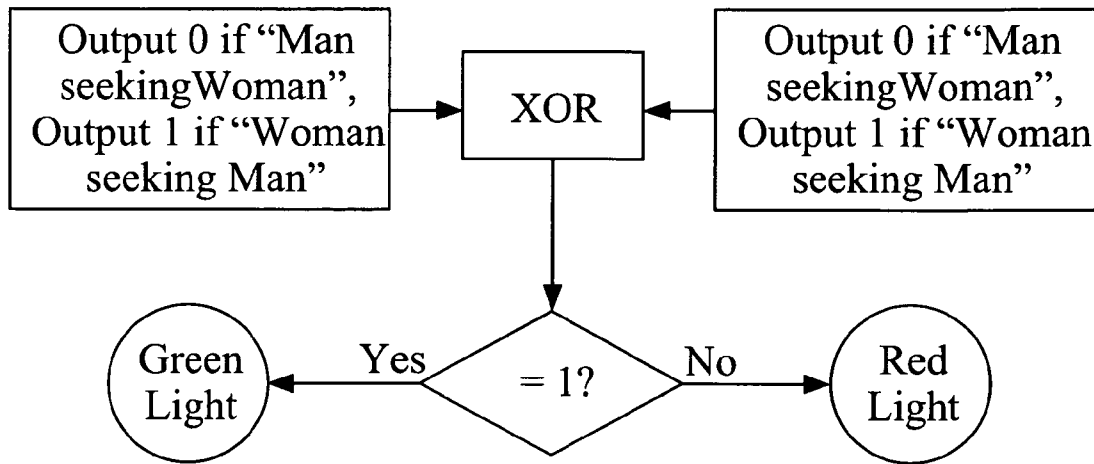 Output 0 if “Man
seekingWoman”,
Output 1 if “Woman
seeking Man”
XOR
Output 0 if “Man
seekingWoman”,
Output 1 if “Woman
seeking Man”
Green
Light
Yes
= 1?
No
Red
Light